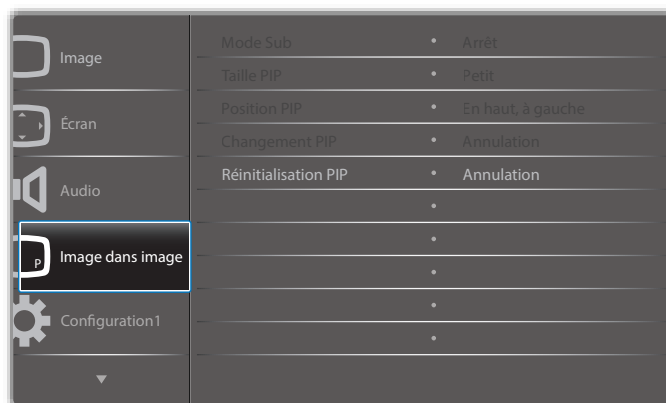 Image
Écran
Audio
P
Image dans image
Configuration1
Mode Sub • Arrêt
Taille PIP • Petit
Position PIP • En haut, à gauche
Changement PIP • Annulation
Réinitialisation PIP • Annulation